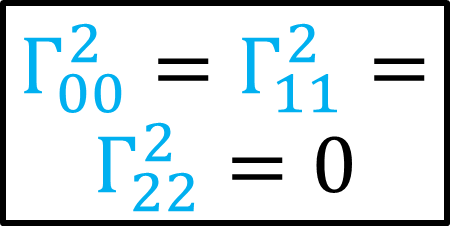 Γ²₀₀ = Γ²₁₁ =
Γ²₂₂ = 0